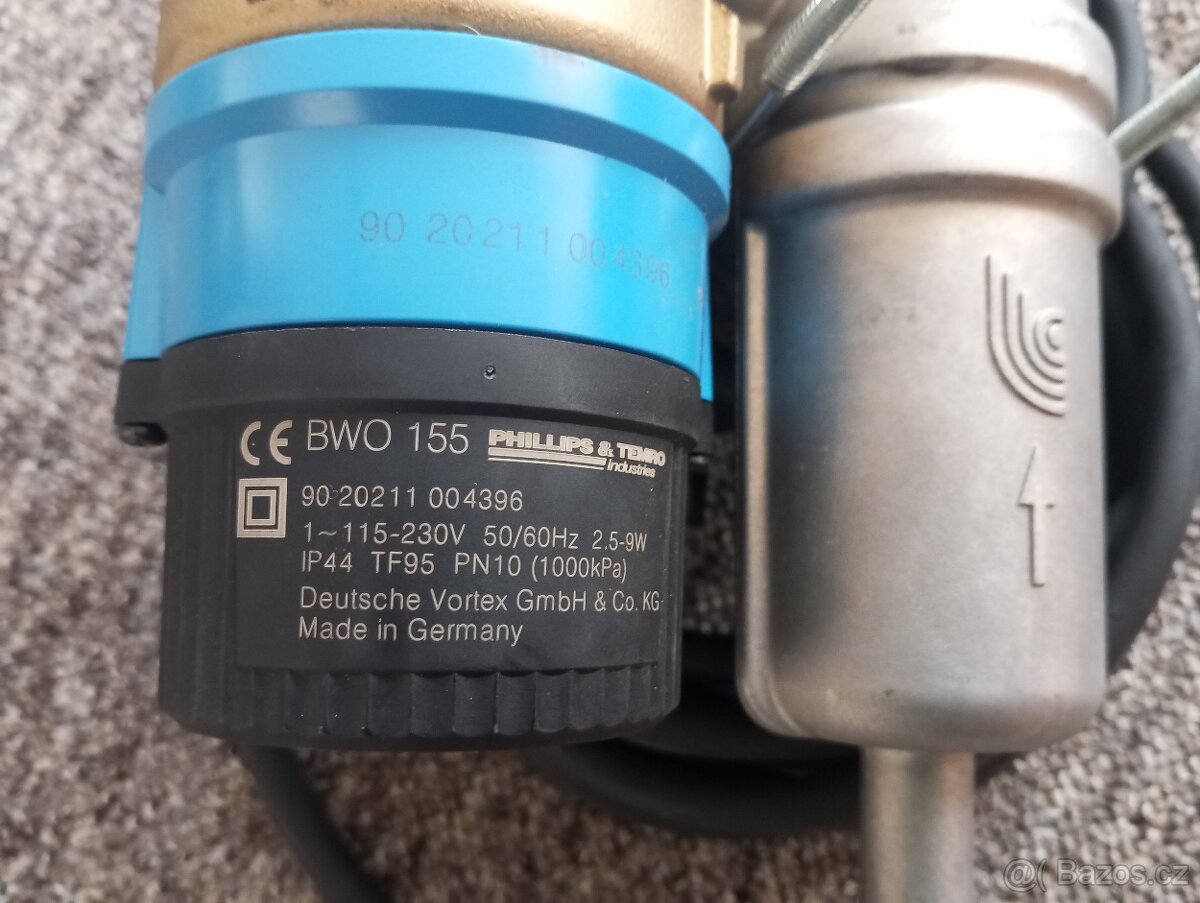 90 20211 004396
CE BWO 155 PHILLIPS & TEMRO
industries
90 20211 004396
1~115-230V 50/60Hz 2.5-9W
IP44 TF95 PN10 (1000kPa)
Deutsche Vortex GmbH & Co. KG
Made in Germany
@( Bazos.cz